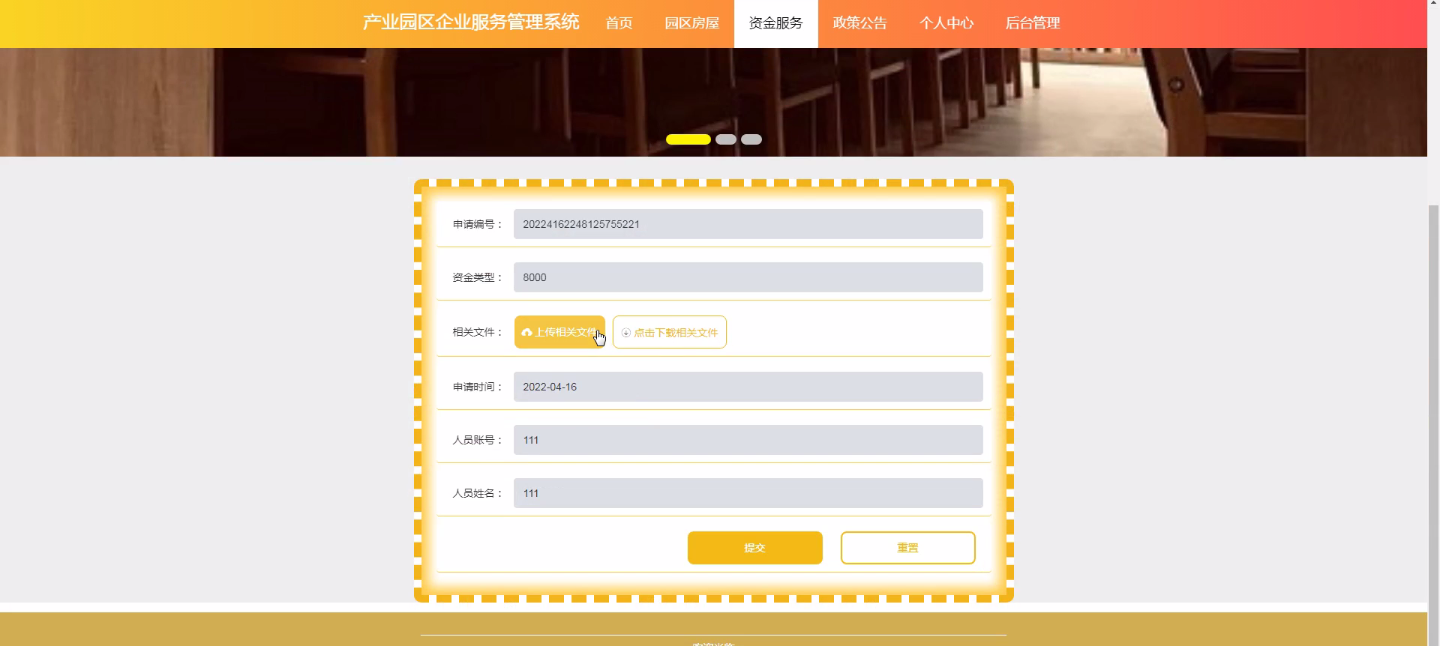 产业园区企业服务管理系统 首页 园区房屋 资金服务 政策公告 个人中心 后台管理
申请编号： 20224162248125755221
资金类型： 8000
相关文件： 上传相关文件 点击下载相关文件
申请时间： 2022-04-16
人员账号： 111
人员姓名： 111
提交 重置